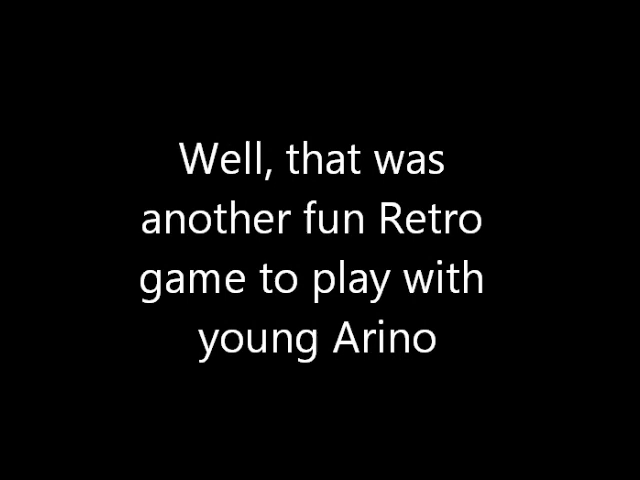 Well, that was
another fun Retro
game to play with
young Arino